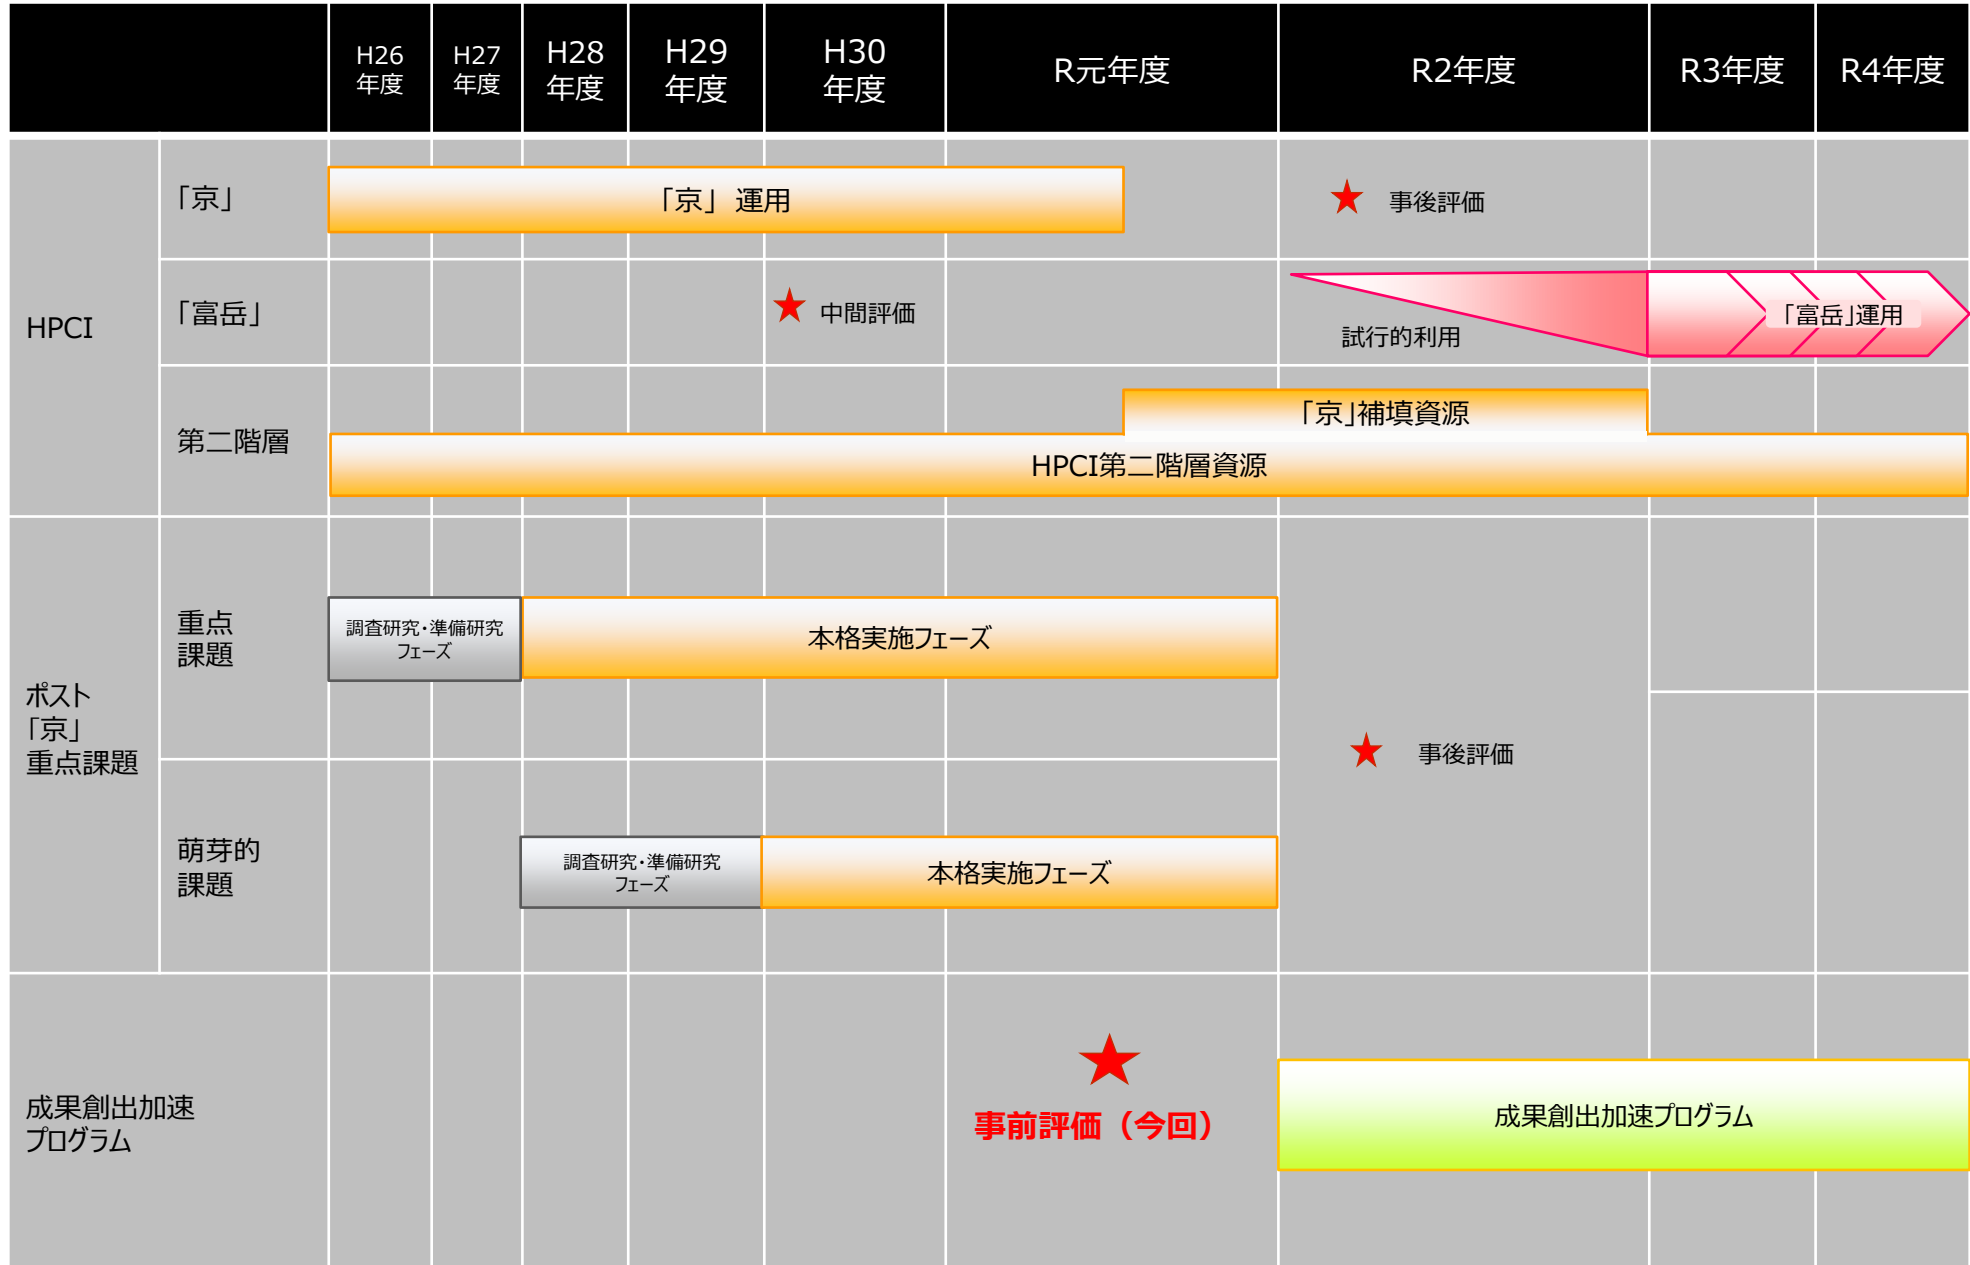 H26
年度
H27
年度
H28
年度
H29
年度
H30
年度
R元年度
R2年度
R3年度
R4年度
HPCI
「京」
「京」 運用
事後評価
「富岳」
中間評価
試行的利用
「富岳」運用
第二階層
「京」補填資源
HPCI第二階層資源
ポスト
「京」
重点課題
重点
課題
調査研究・準備研究
フェーズ
本格実施フェーズ
事後評価
萌芽的
課題
調査研究・準備研究
フェーズ
本格実施フェーズ
成果創出加速
プログラム
事前評価（今回）
成果創出加速プログラム